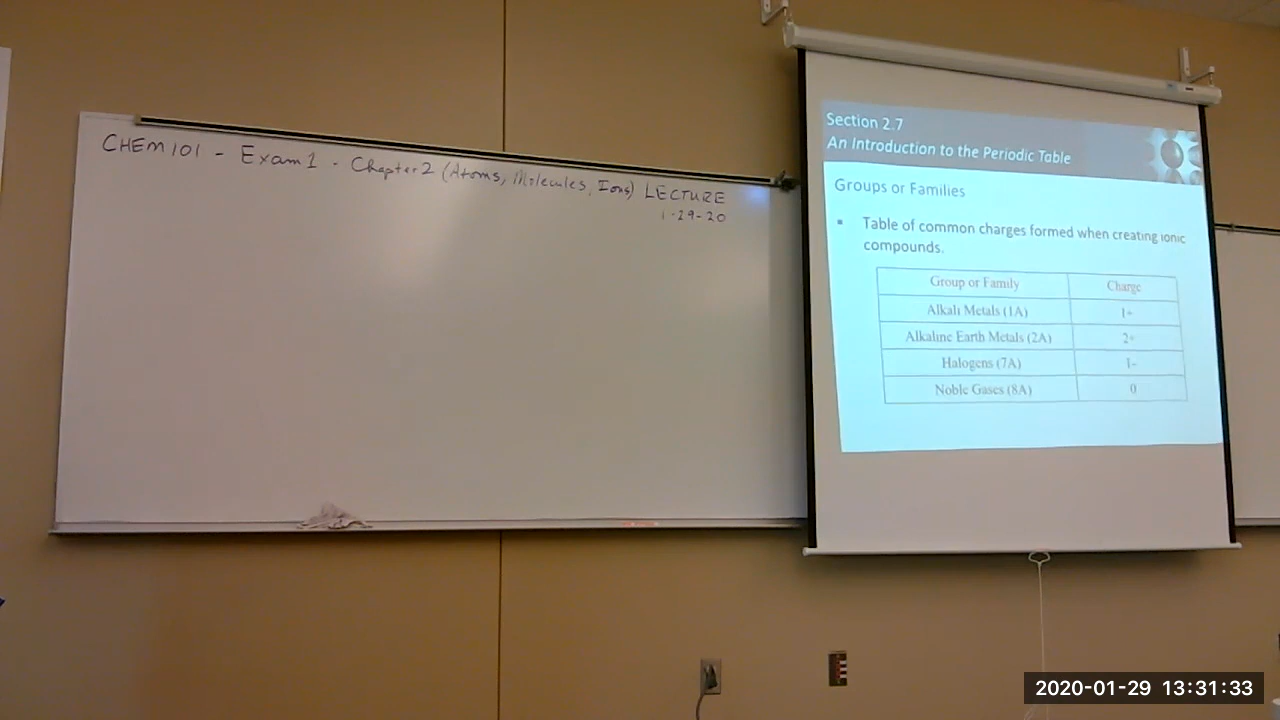 CHEM 101 - Exam 1 - Chapter 2 (Atoms, Molecules, Ions) LECTURE
1-29-20
Section 2.7
An Introduction to the Periodic Table
Groups or Families
▪ Table of common charges formed when creating ionic
compounds.
Group or Family Charge
Alkali Metals (1A) 1+
Alkaline Earth Metals (2A) 2+
Halogens (7A) 1-
Noble Gases (8A) 0
2020-01-29 13:31:33